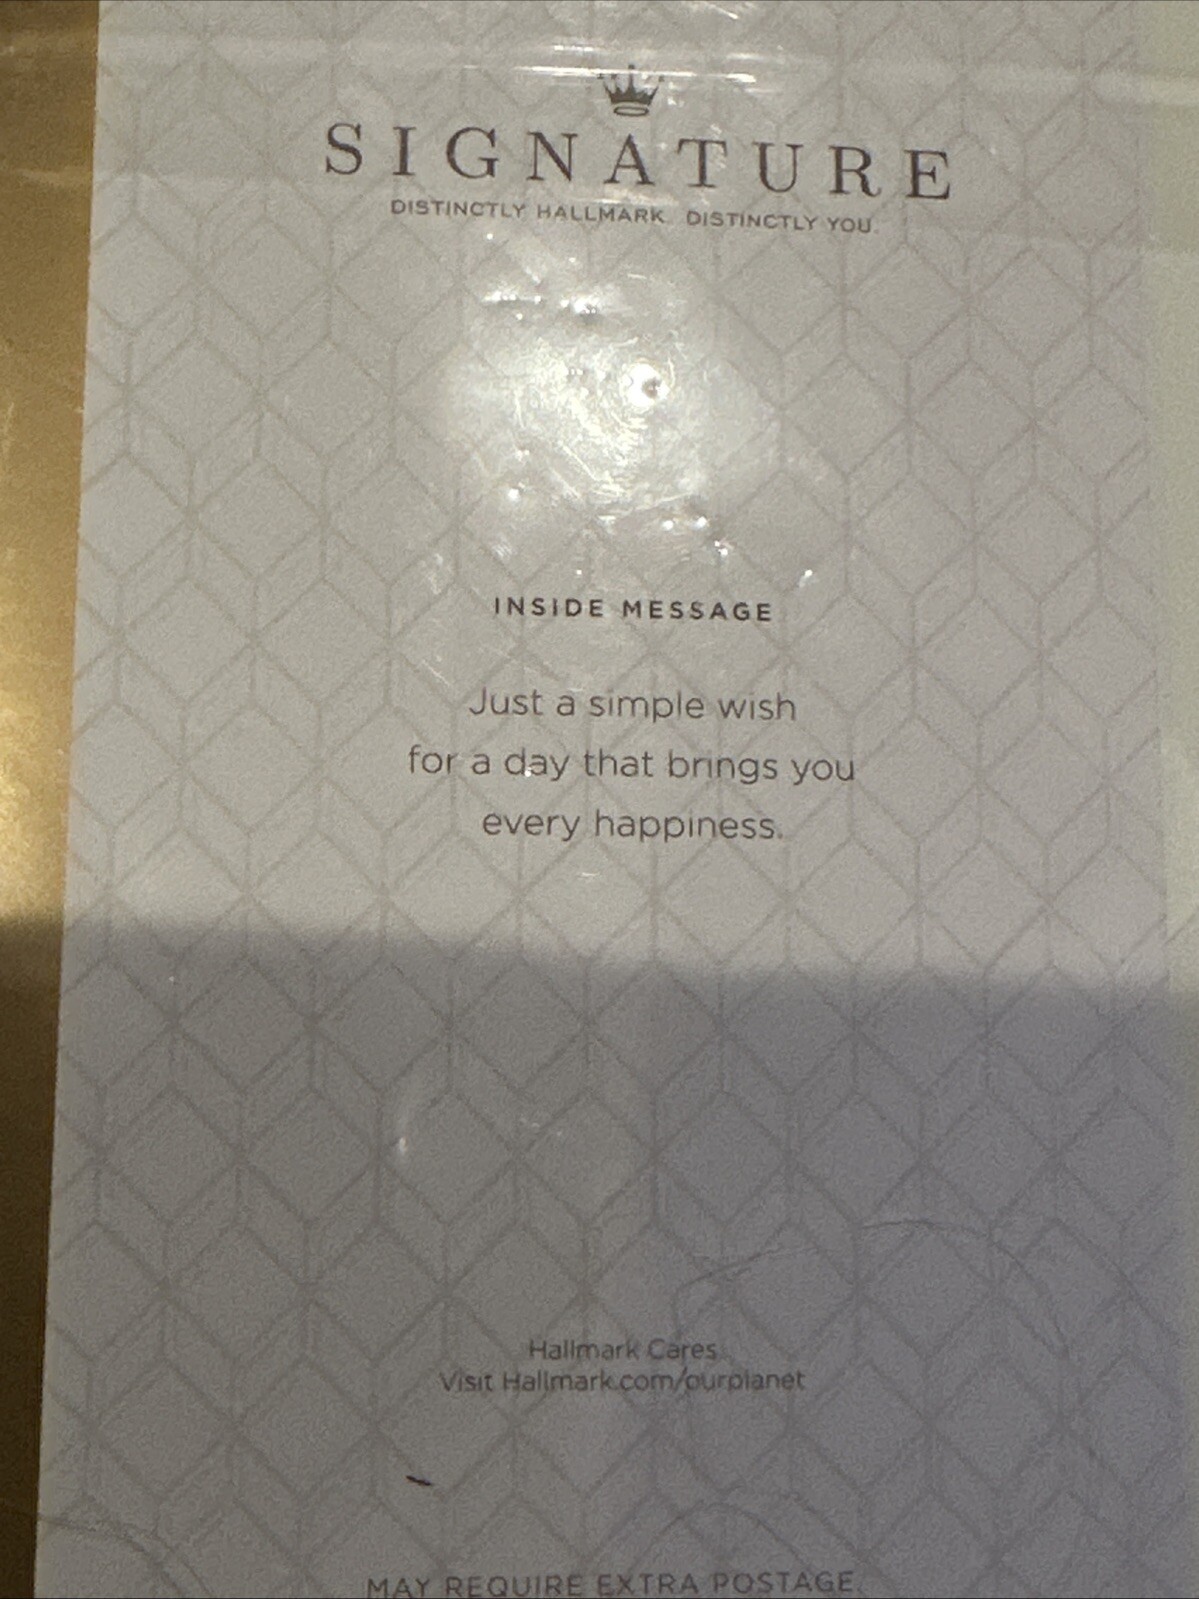 SIGNATURE
DISTINCTLY HALLMARK. DISTINCTLY YOU.
INSIDE MESSAGE
Just a simple wish
for a day that brings you
every happiness.
Hallmark Cares
Visit Hallmark.com/ourplanet
MAY REQUIRE EXTRA POSTAGE.